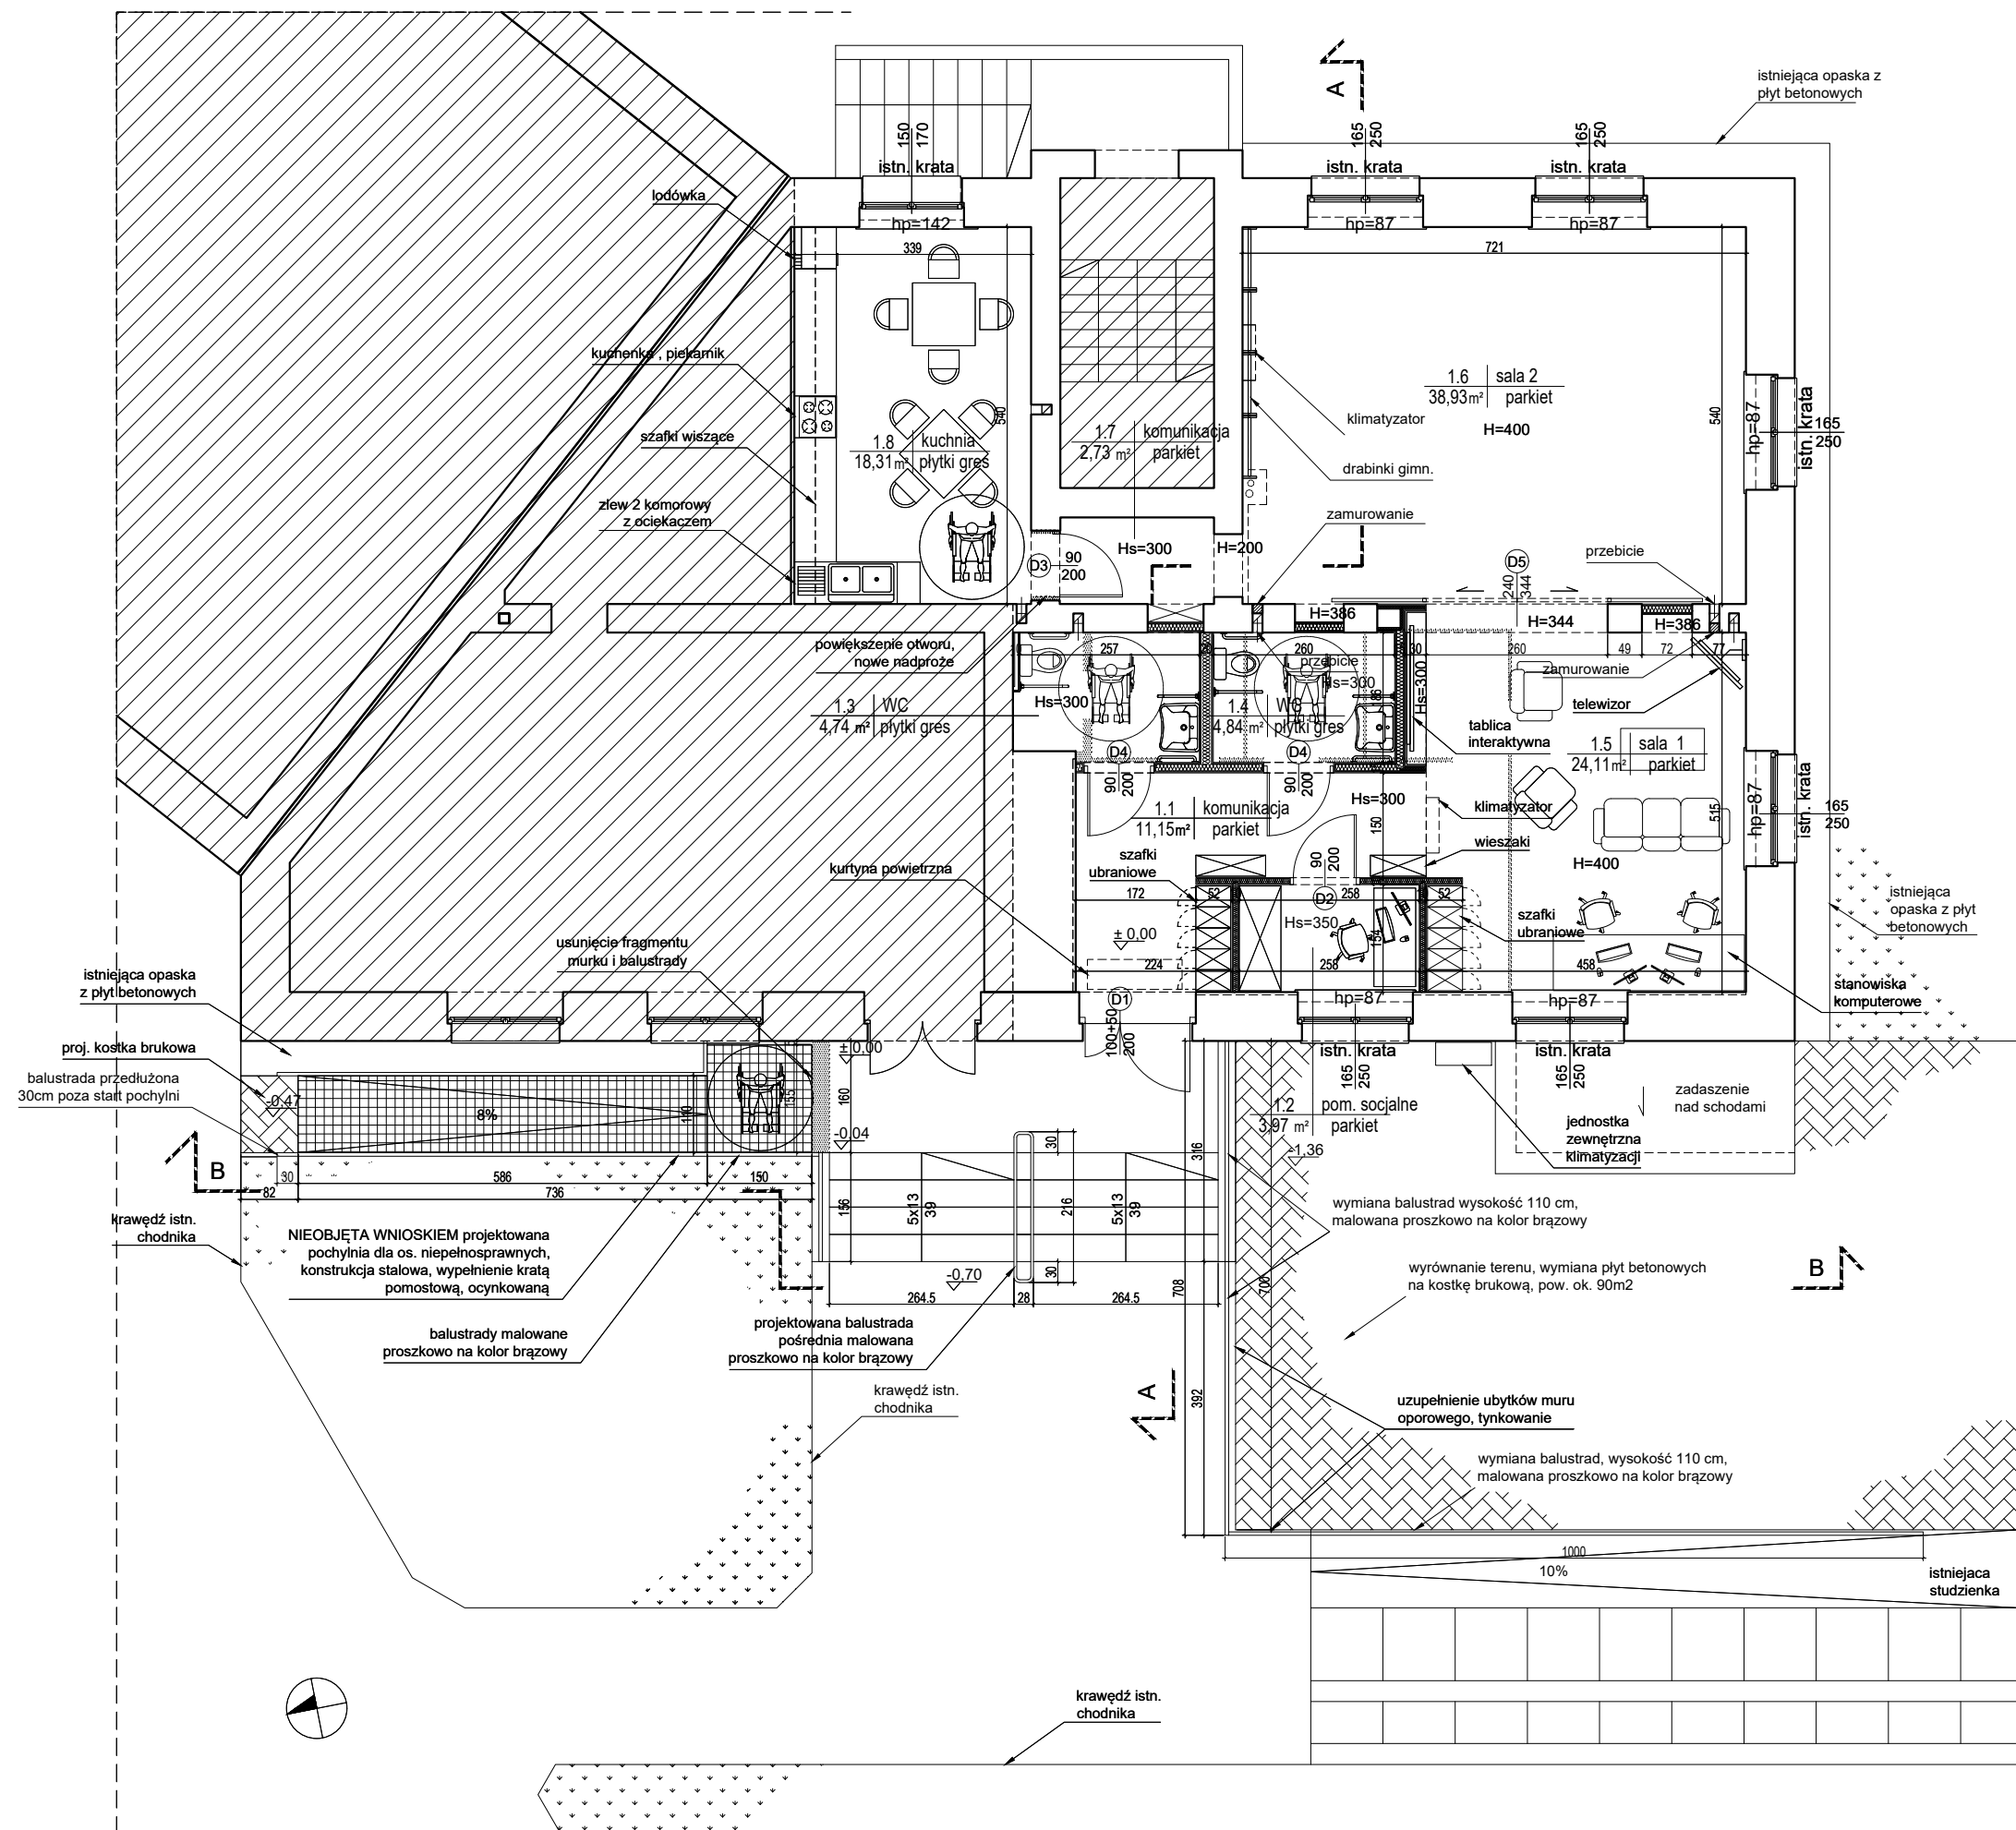 istniejąca opaska z
płyt betonowych
A
150
170
165
250
165
250
istn. krata
istn. krata
istn. krata
lodówka
hp=142
hp=87
hp=87
339
721
kuchenka , piekarnik
1.6 sala 2
38,93m² parkiet
H=400
klimatyzator
hp=87
istn. krata
165
250
540
540
szafki wiszące
1.8 kuchnia
18,31m² płytki gres
1.7 komunikacja
2,73 m² parkiet
drabinki gimn.
zlew 2 komorowy
z ociekaczem
zamurowanie
D3
90
200
Hs=300
H=200
przebicie
D5
240
344
H=386
H=344
H=386
powiększenie otworu,
nowe nadproże
257
20
260
30
260
49
72
77
przebicie
Hs=300
zamurowanie
Hs=300
Hs=300
telewizor
1.3 WC
4,74 m² płytki gres
1.4 WC
4,84 m² płytki gres
tablica
interaktywna
1.5 sala 1
24,11m² parkiet
D4
90
200
D4
90
200
Hs=300
150
klimatyzator
515
hp=87
istn. krata
165
250
1.1 komunikacja
11,15m² parkiet
szafki
ubraniowe
wieszaki
kurtyna powietrzna
90
200
H=400
172
52
D2
258
52
Hs=350
154
szafki
ubraniowe
istniejąca
opaska z płyt
betonowych
± 0,00
usunięcie fragmentu
murku i balustrady
224
258
458
istniejąca opaska
z płyt betonowych
D1
100+50
200
hp=87
hp=87
stanowiska
komputerowe
proj. kostka brukowa
± 0,00
istn. krata
istn. krata
165
250
165
250
balustrada przedłużona
30cm poza start pochylni
-0,47
8%
110
155
160
-0,04
1.2 pom. socjalne
3,97 m² parkiet
zadaszenie
nad schodami
jednostka
zewnętrzna
klimatyzacji
B
30
586
150
82
736
30
316
-1,36
156
5x13
39
216
5x13
39
wymiana balustrad wysokość 110 cm,
malowana proszkowo na kolor brązowy
krawędź istn.
chodnika
NIEOBJĘTA WNIOSKIEM projektowana
pochylnia dla os. niepełnosprawnych,
konstrukcja stalowa, wypełnienie kratą
pomostową, ocynkowaną
-0,70
30
708
700
wyrównanie terenu, wymiana płyt betonowych
na kostkę brukową, pow. ok. 90m2
B
264.5
28
264.5
balustrady malowane
proszkowo na kolor brązowy
projektowana balustrada
pośrednia malowana
proszkowo na kolor brązowy
A
392
krawędź istn.
chodnika
uzupełnienie ubytków muru
oporowego, tynkowanie
wymiana balustrad, wysokość 110 cm,
malowana proszkowo na kolor brązowy
1000
10%
istniejaca
studzienka
krawędź istn.
chodnika